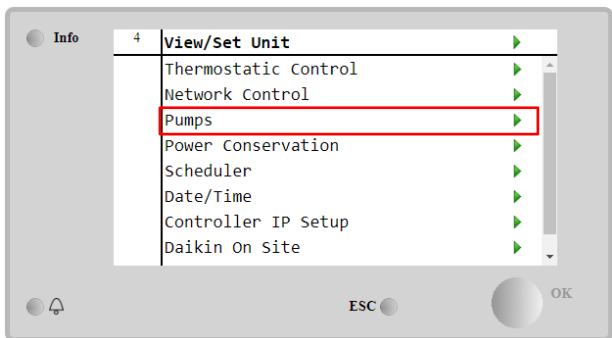 Info
4 View/Set Unit
Thermostatic Control
Network Control
Pumps
Power Conservation
Scheduler
Date/Time
Controller IP Setup
Daikin On Site
ESC OK